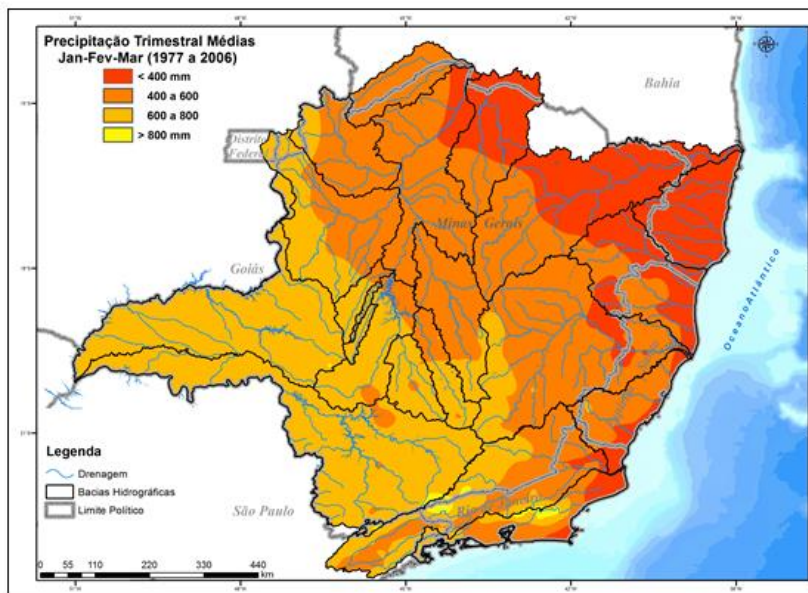 Precipitação Trimestral Médias
Jan-Fev-Mar (1977 a 2006)
< 400 mm
400 a 600
600 a 800
> 800 mm
Bahia
Distrito
Federal
Minas Gerais
Goiás
Oceano Atlântico
Legenda
Drenagem
Bacias Hidrográficas
Limite Político
São Paulo
0 55 110 220 330 440
km